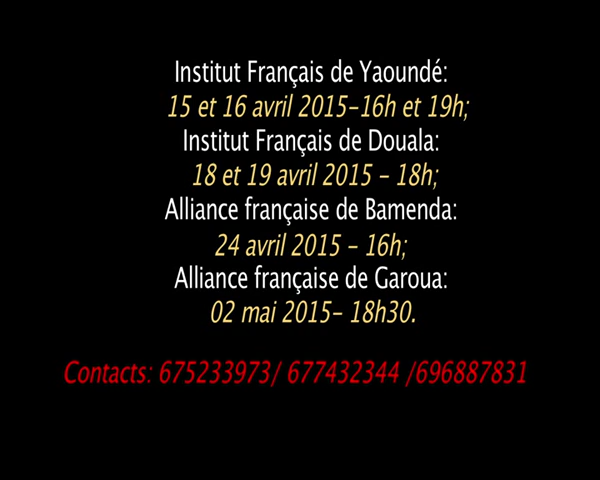 Institut Français de Yaoundé:
15 et 16 avril 2015-16h et 19h;
Institut Français de Douala:
18 et 19 avril 2015 - 18h;
Alliance française de Bamenda:
24 avril 2015 - 16h;
Alliance française de Garoua:
02 mai 2015- 18h30.
Contacts: 675233973/ 677432344 /696887831